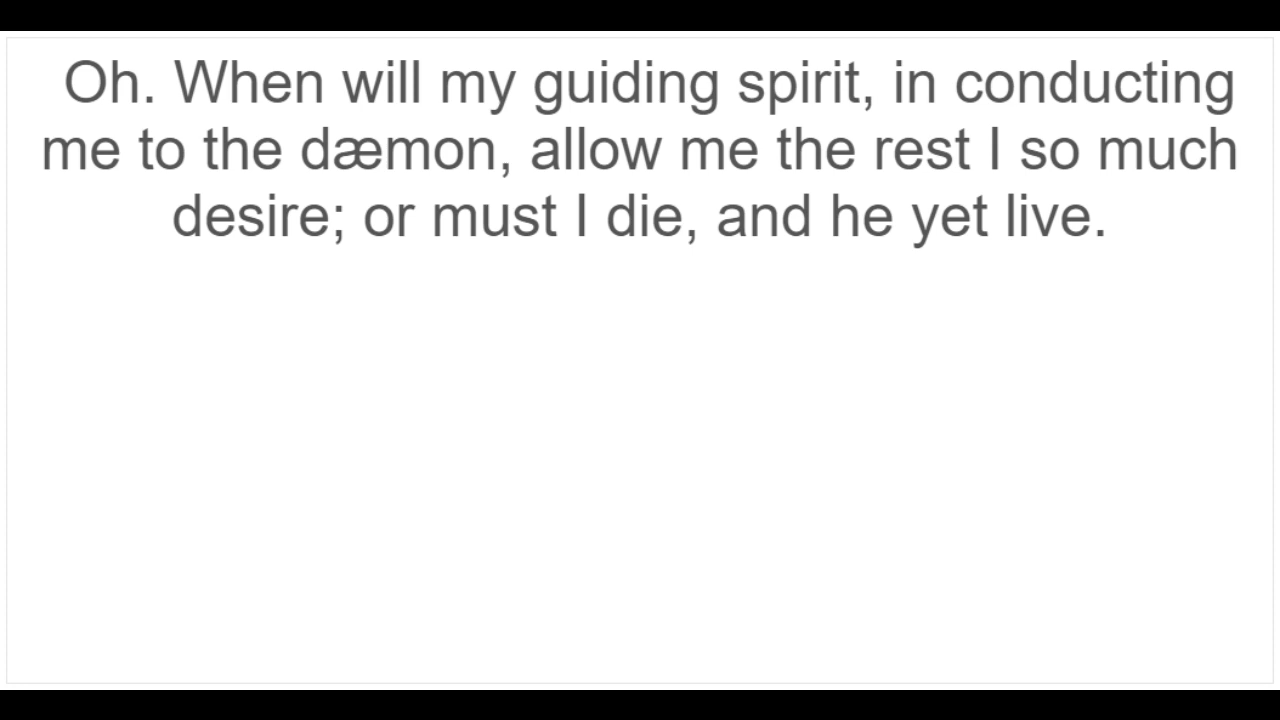 Oh. When will my guiding spirit, in conducting
me to the dæmon, allow me the rest I so much
desire; or must I die, and he yet live.